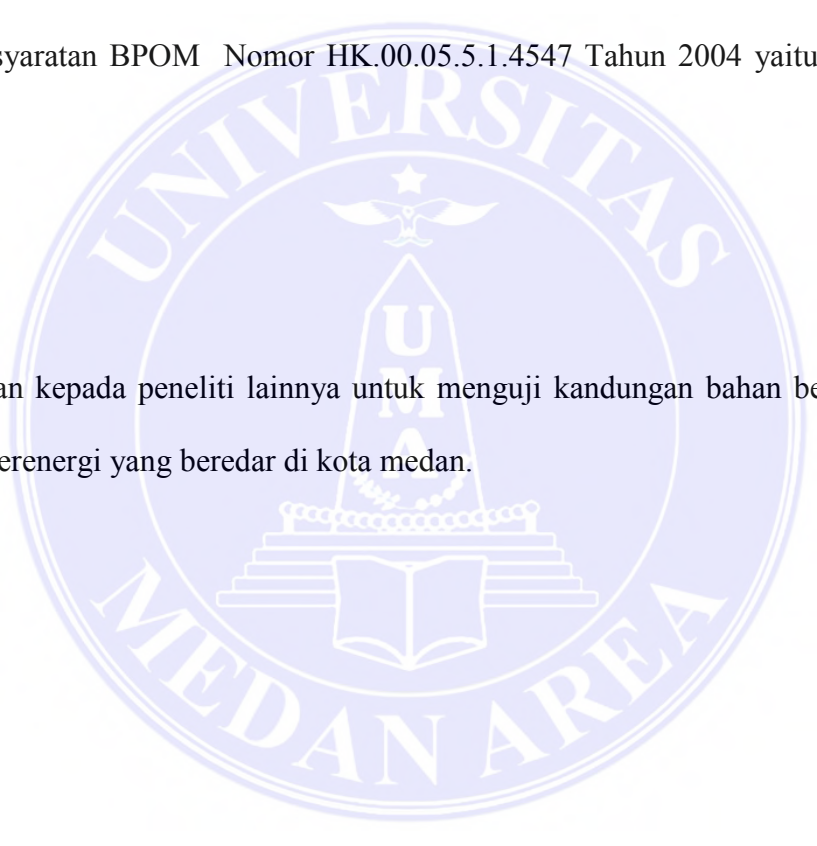 syaratan BPOM Nomor HK.00.05.5.1.4547 Tahun 2004 yaitu
UNIVERSITAS
UMA
an kepada peneliti lainnya untuk menguji kandungan bahan be
erenergi yang beredar di kota medan.
MEDAN AREA